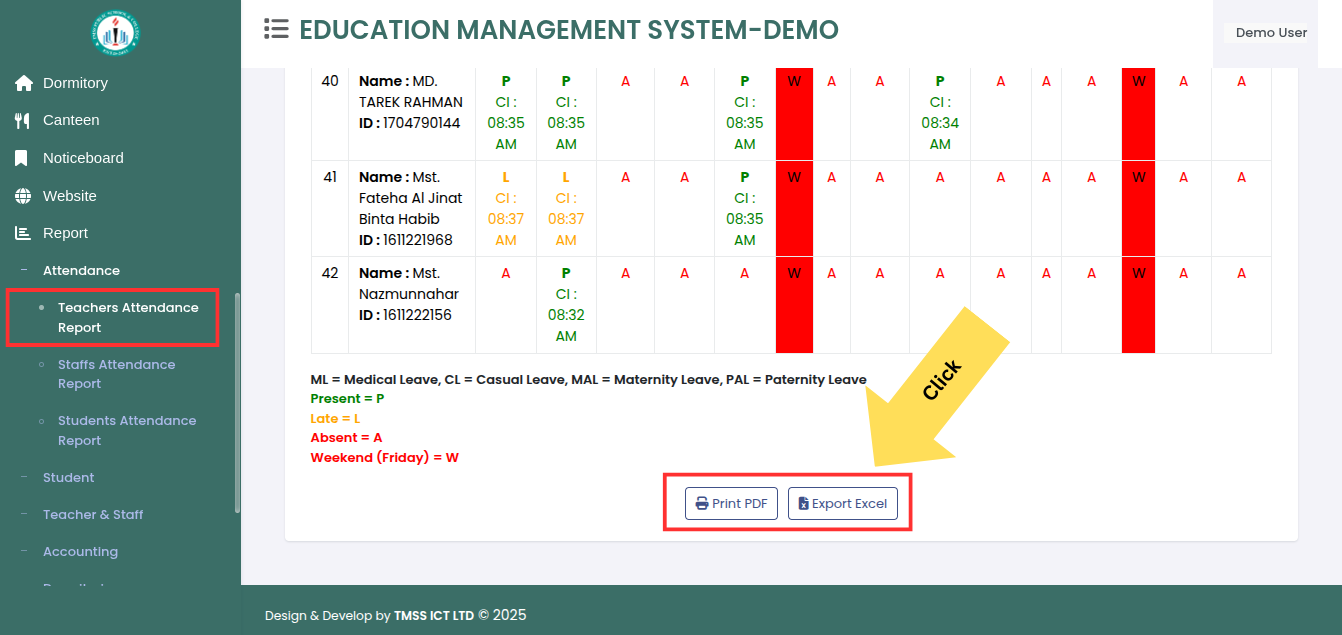 EDUCATION MANAGEMENT SYSTEM-DEMO
Demo User
Dormitory
Canteen
Noticeboard
Website
Report
Attendance
Teachers Attendance
Report
Staffs Attendance
Report
Students Attendance
Report
Student
Teacher & Staff
Accounting
40 Name : MD. P P A A P W A A P A A A W A A
TAREK RAHMAN CI : CI : CI : CI :
ID : 1704790144 08:35 08:35 08:35 08:34
AM AM AM AM
41 Name : Mst. L L A A P W A A A A A A W A A
Fateha Al Jinat CI : CI : CI :
Binta Habib 08:37 08:37 08:35
ID : 1611221968 AM AM AM
42 Name : Mst. A P A A A W A A A A A A W A A
Nazmunnahar CI :
ID : 1611222156 08:32
AM
ML = Medical Leave, CL = Casual Leave, MAL = Maternity Leave, PAL = Paternity Leave
Present = P
Late = L
Absent = A
Weekend (Friday) = W
Click
Print PDF Export Excel
Design & Develop by TMSS ICT LTD © 2025